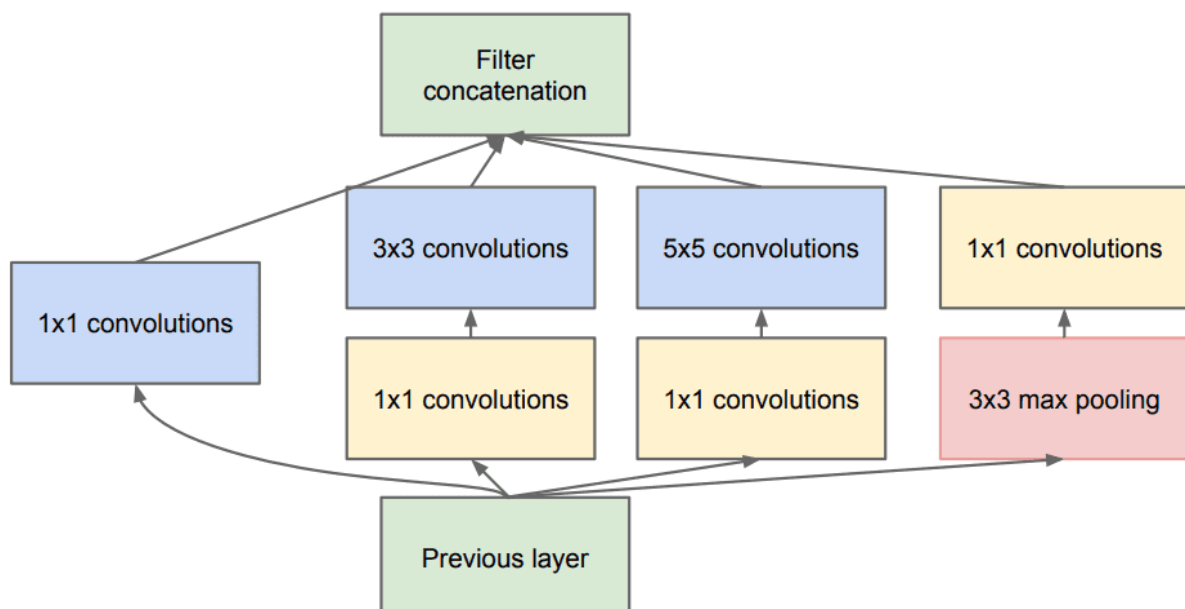 Filter
concatenation
3x3 convolutions
5x5 convolutions
1x1 convolutions
1x1 convolutions
1x1 convolutions
1x1 convolutions
3x3 max pooling
Previous layer